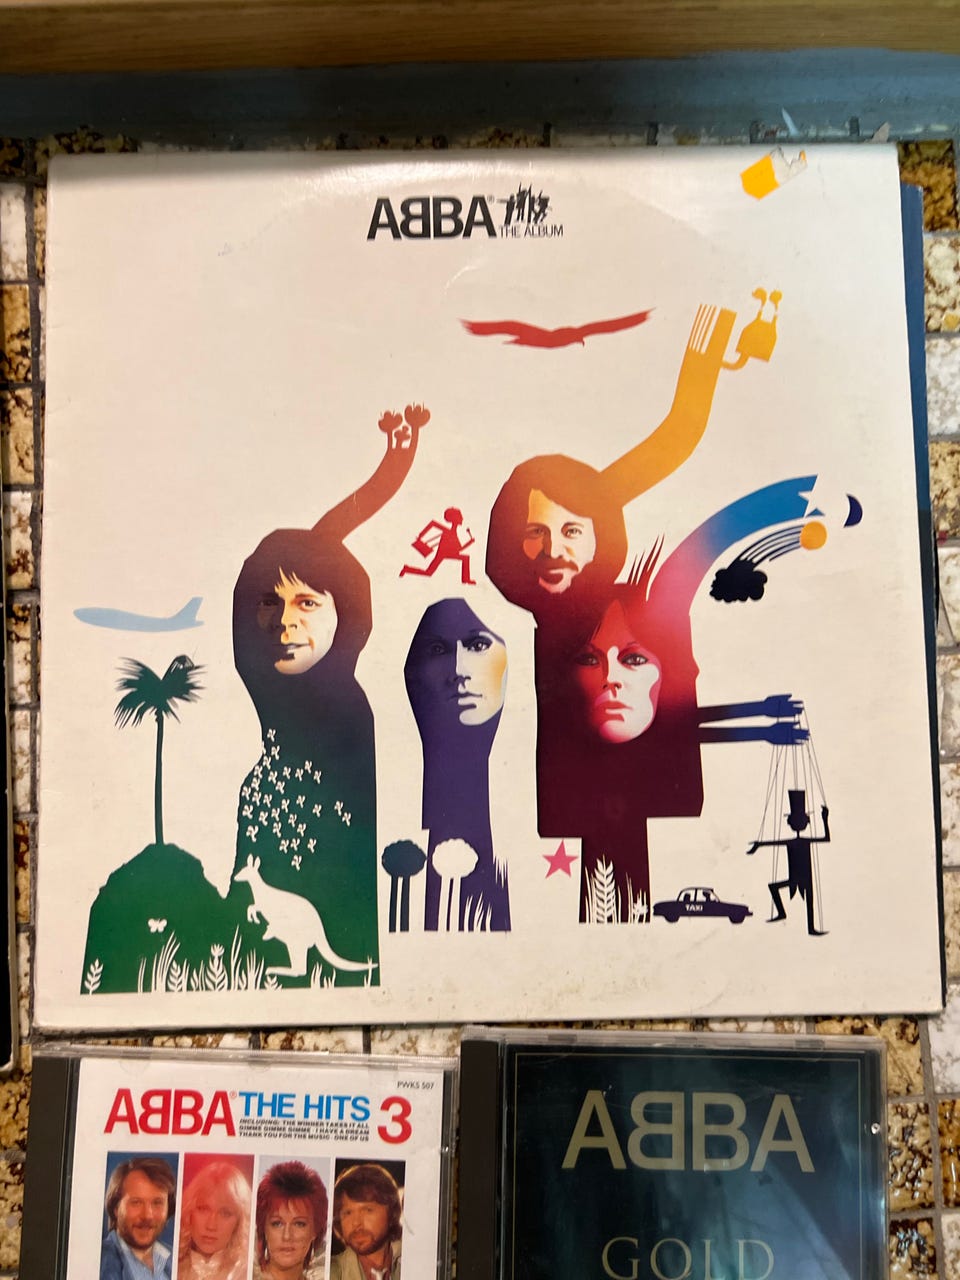 ABBA
THE ALBUM
TAXI
PWKS 507
ABBA® THE HITS 3
INCLUDING: THE WINNER TAKES IT ALL
GIMME GIMME GIMME · I HAVE A DREAM
THANK YOU FOR THE MUSIC · ONE OF US
ABBA
GOLD